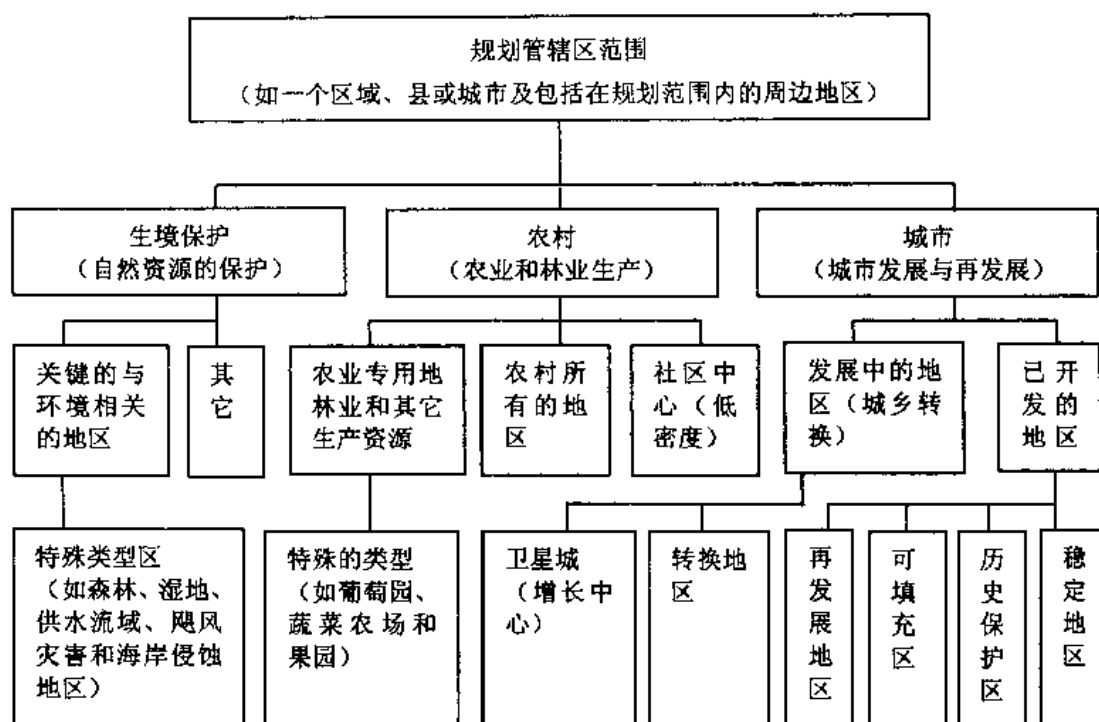 规划管辖区范围
（如一个区域、县或城市及包括在规划范围内的周边地区）
生境保护
（自然资源的保护）
农村
（农业和林业生产）
城市
（城市发展与再发展）
关键的与
环境相关
的地区
其
它
农业专用地
林业和其它
生产资源
农村所
有的地
区
社区中
心（低
密度）
发展中的地
区（城乡转
换）
已开
发的
地区
特殊类型区
（如森林、湿地、
供水流域、飓风
灾害和海岸侵蚀
地区）
特殊的类型
（如葡萄园、
蔬菜农场和
果园）
卫星城
（增长中
心）
转换地
区
再
发
展
地
区
可
填
充
区
历
史
保
护
区
稳
定
地
区